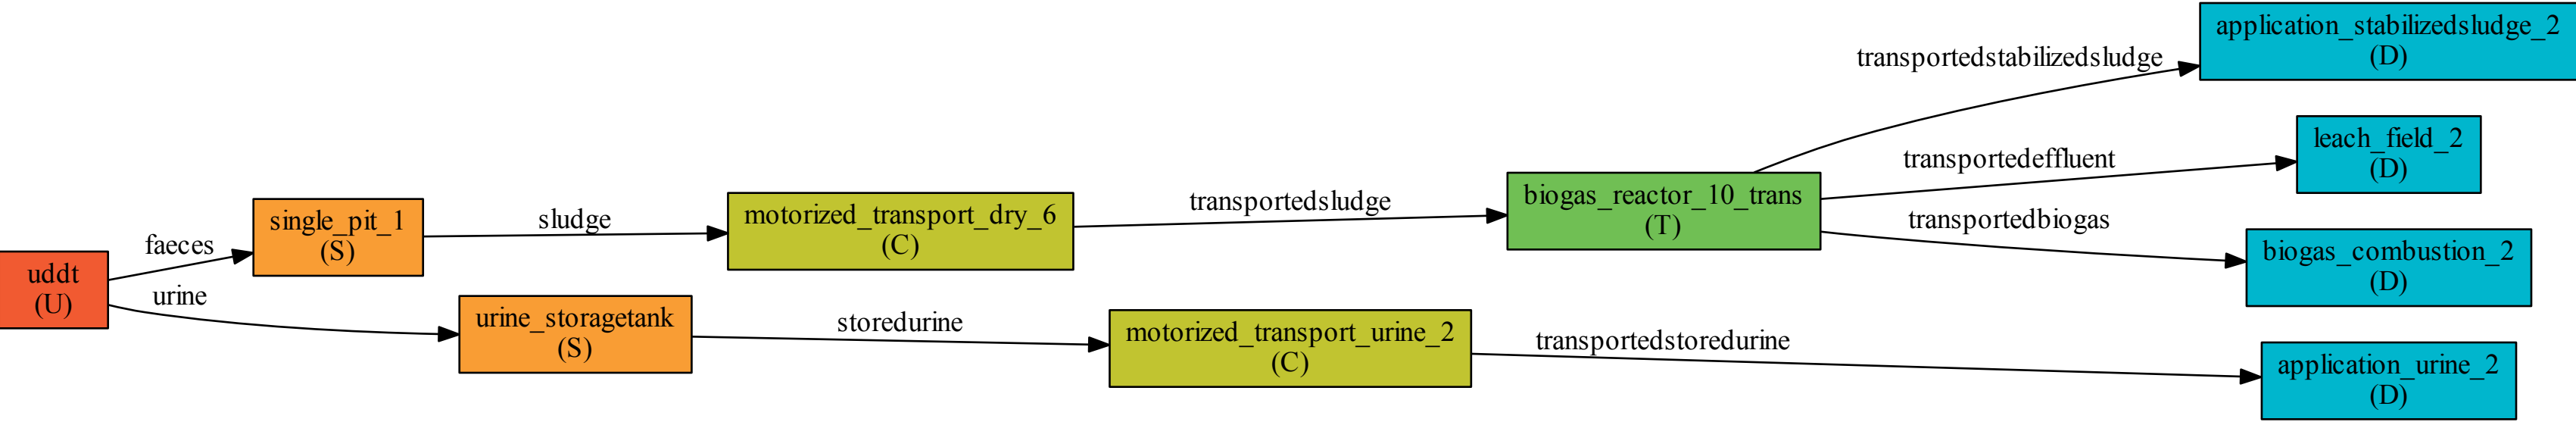 uddt
(U)
faeces
urine
single_pit_1
(S)
urine_storagetank
(S)
sludge
storedurine
motorized_transport_dry_6
(C)
motorized_transport_urine_2
(C)
transportedsludge
transportedstoredurine
biogas_reactor_10_trans
(T)
transportedstabilizedsludge
transportedeffluent
transportedbiogas
application_stabilizedsludge_2
(D)
leach_field_2
(D)
biogas_combustion_2
(D)
application_urine_2
(D)